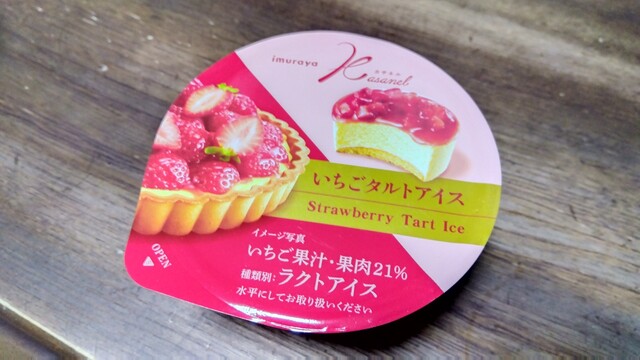 imuraya
Kasanel
いちごタルトアイス
Strawberry Tart Ice
イメージ写真
いちご果汁・果肉21%
種類別:ラクトアイス
水平にしてお取り扱いください
OPEN